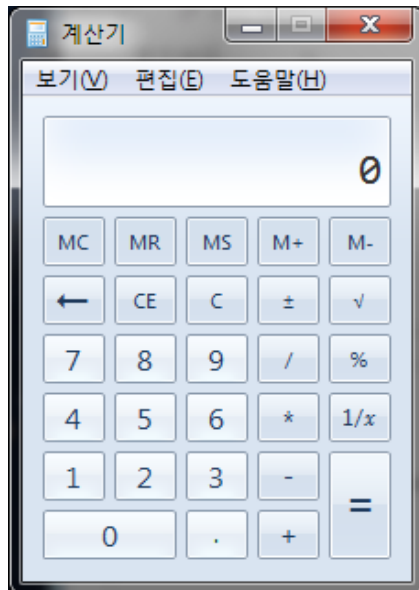 계산기
보기(V) 편집(E) 도움말(H)
0
MC MR MS M+ M-
← CE C ± √
7 8 9 / %
4 5 6 * 1/x
1 2 3 - =
0 . +